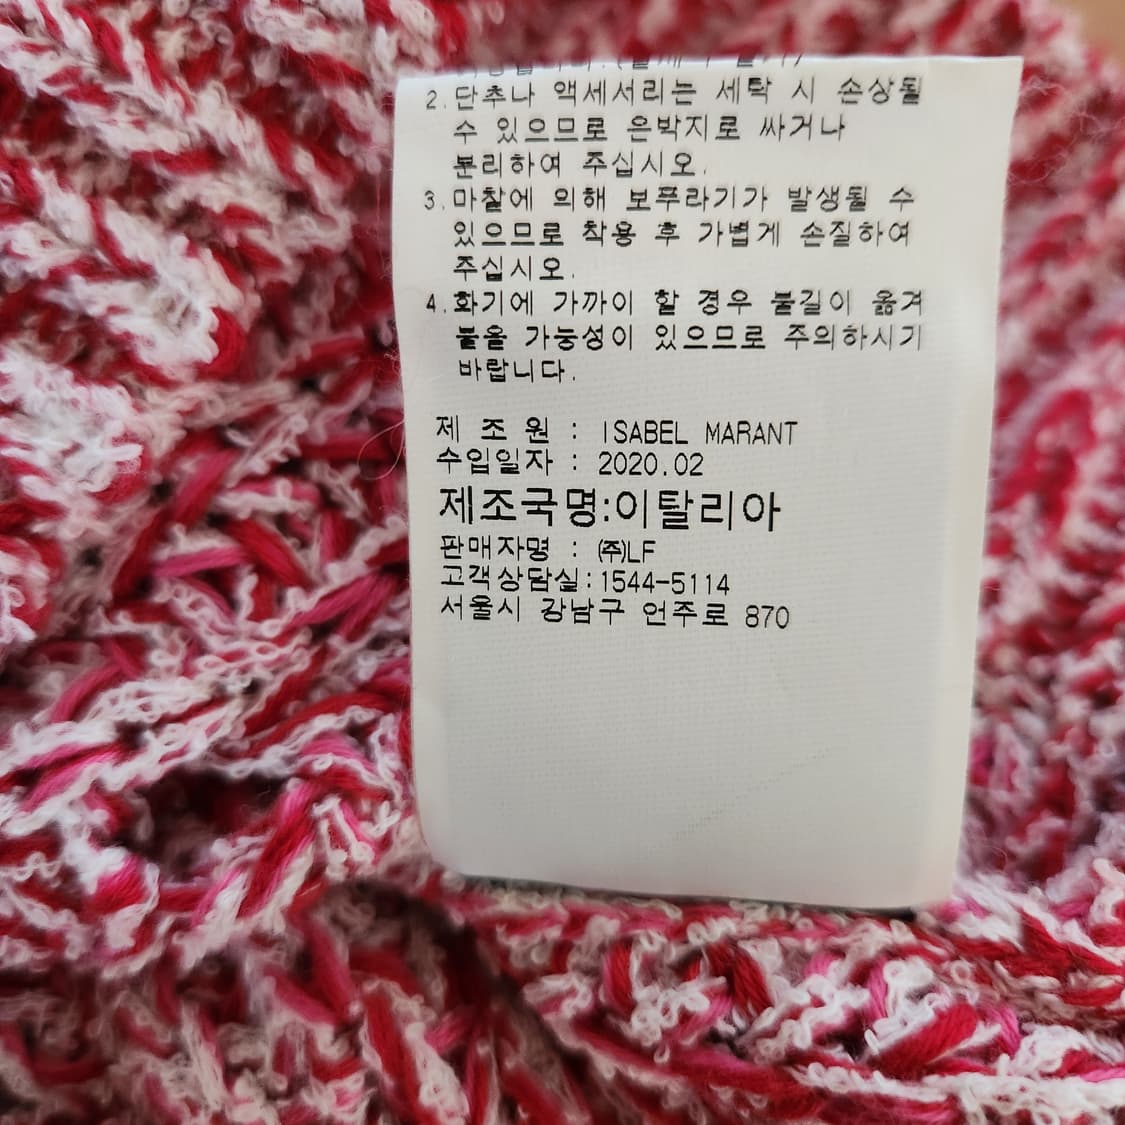 2.단추나 액세서리는 세탁 시 손상될
수 있으므로 은박지로 싸거나
분리하여 주십시오.
3.마찰에 의해 보푸라기가 발생될 수
있으므로 착용 후 가볍게 손질하여
주십시오.
4.화기에 가까이 할 경우 불길이 옮겨
붙을 가능성이 있으므로 주의하시기
바랍니다.
제 조 원 : ISABEL MARANT
수입일자 : 2020.02
제조국명:이탈리아
판매자명 : ㈜LF
고객상담실:1544-5114
서울시 강남구 언주로 870